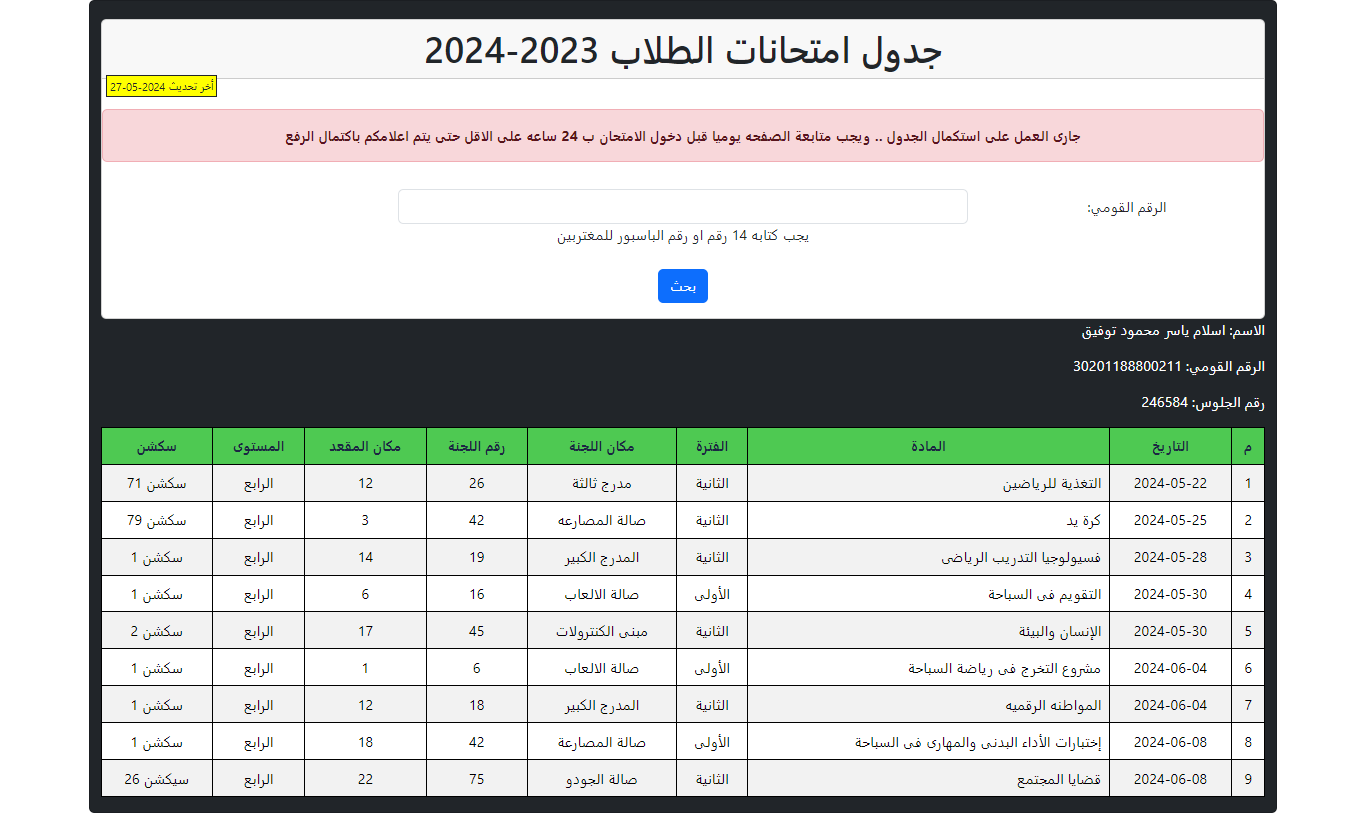 جدول امتحانات الطلاب 2023-2024
أخر تحديث 2024-05-27
جارى العمل على استكمال الجدول .. ويجب متابعة الصفحه يوميا قبل دخول الامتحان ب 24 ساعه على الاقل حتى يتم اعلامكم باكتمال الرفع
الرقم القومي:
يجب كتابه 14 رقم او رقم الباسبور للمغتربين
بحث
الاسم: اسلام ياسر محمود توفيق
الرقم القومي: 30201188800211
رقم الجلوس: 246584
م التاريخ المادة الفترة مكان اللجنة رقم اللجنة مكان المقعد المستوى سكشن
1 2024-05-22 التغذية للرياضين الثانية مدرج ثالثة 26 12 الرابع سكشن 71
2 2024-05-25 كرة يد الثانية صالة المصارعه 42 3 الرابع سكشن 79
3 2024-05-28 فسيولوجيا التدريب الرياضى الثانية المدرج الكبير 19 14 الرابع سكشن 1
4 2024-05-30 التقويم فى السباحة الأولى صالة الالعاب 16 6 الرابع سكشن 1
5 2024-05-30 الإنسان والبيئة الثانية مبنى الكنترولات 45 17 الرابع سكشن 2
6 2024-06-04 مشروع التخرج فى رياضة السباحة الأولى صالة الالعاب 6 1 الرابع سكشن 1
7 2024-06-04 المواطنه الرقميه الثانية المدرج الكبير 18 12 الرابع سكشن 1
8 2024-06-08 إختبارات الأداء البدنى والمهارى فى السباحة الأولى صالة المصارعة 42 18 الرابع سكشن 1
9 2024-06-08 قضايا المجتمع الثانية صالة الجودو 75 22 الرابع سيكشن 26